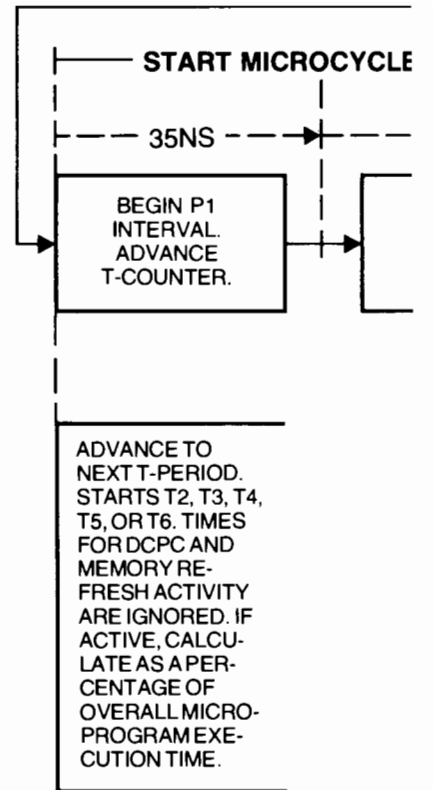 START MICROCYCLE
35NS
BEGIN P1
INTERVAL.
ADVANCE
T-COUNTER.
ADVANCE TO
NEXT T-PERIOD.
STARTS T2, T3, T4,
T5, OR T6. TIMES
FOR DCPC AND
MEMORY RE-
FRESH ACTIVITY
ARE IGNORED. IF
ACTIVE, CALCU-
LATE AS A PER-
CENTAGE OF
OVERALL MICRO-
PROGRAM EXE-
CUTION TIME.